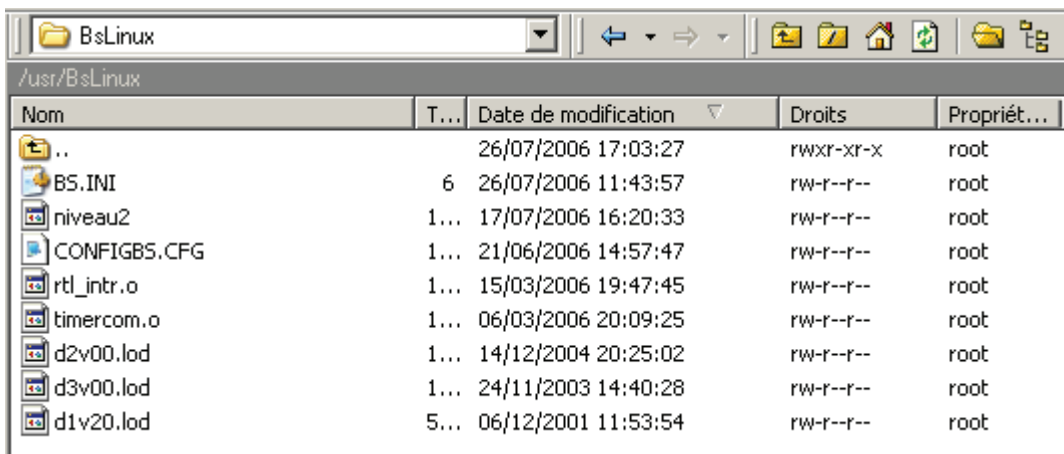 BsLinux
/usr/BsLinux
Nom T... Date de modification Droits Propriét...
.. 26/07/2006 17:03:27 rwxr-xr-x root
BS.INI 6 26/07/2006 11:43:57 rw-r--r-- root
niveau2 1... 17/07/2006 16:20:33 rw-r--r-- root
CONFIGBS.CFG 1... 21/06/2006 14:57:47 rw-r--r-- root
rtl_intr.o 1... 15/03/2006 19:47:45 rw-r--r-- root
timercom.o 1... 06/03/2006 20:09:25 rw-r--r-- root
d2v00.lod 1... 14/12/2004 20:25:02 rw-r--r-- root
d3v00.lod 1... 24/11/2003 14:40:28 rw-r--r-- root
d1v20.lod 5... 06/12/2001 11:53:54 rw-r--r-- root